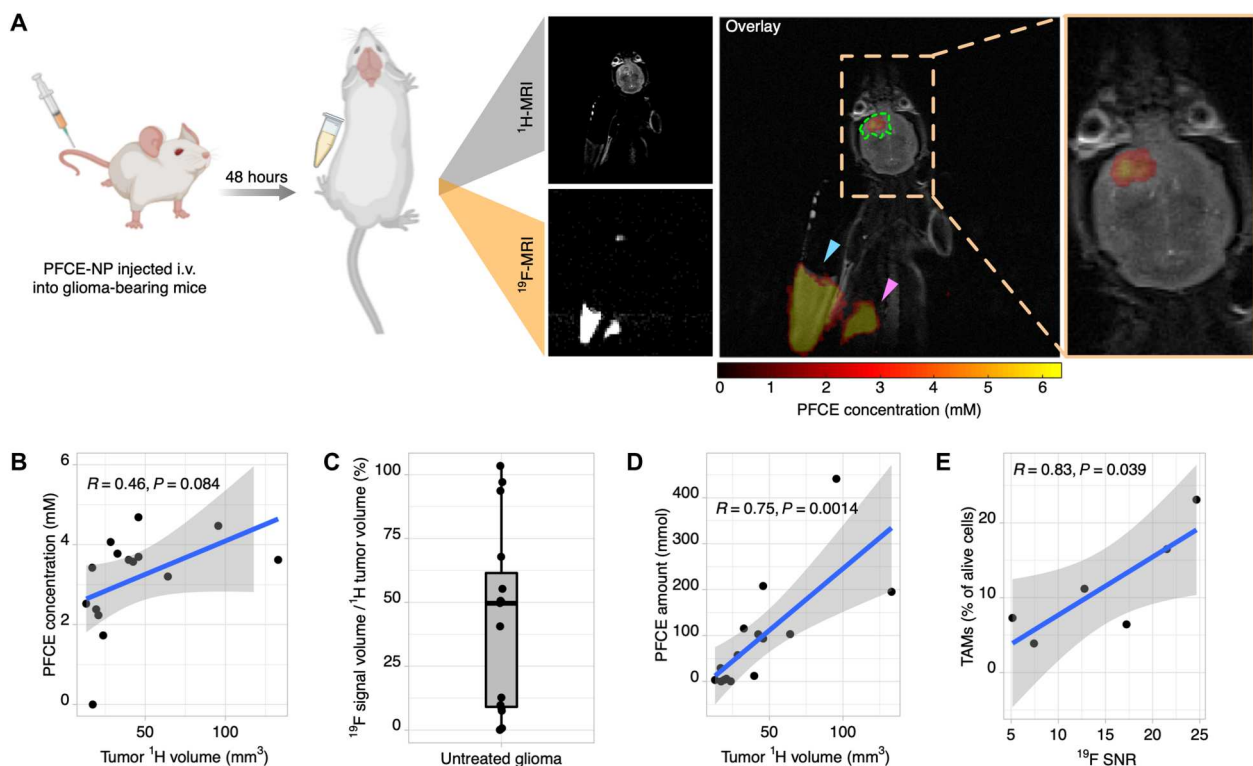 A
PFCE-NP injected i.v.
into glioma-bearing mice
48 hours
¹H-MRI
¹⁹F-MRI
Overlay
0 1 2 3 4 5 6
PFCE concentration (mM)
B
PFCE concentration (mM)
6
4
2
0
R = 0.46, P = 0.084
50 100
Tumor ¹H volume (mm³)
C
¹⁹F signal volume / ¹H tumor volume (%)
100
75
50
25
0
Untreated glioma
D
PFCE amount (mmol)
400
300
200
100
0
R = 0.75, P = 0.0014
50 100
Tumor ¹H volume (mm³)
E
TAMs (% of alive cells)
20
10
0
R = 0.83, P = 0.039
5 10 15 20 25
¹⁹F SNR